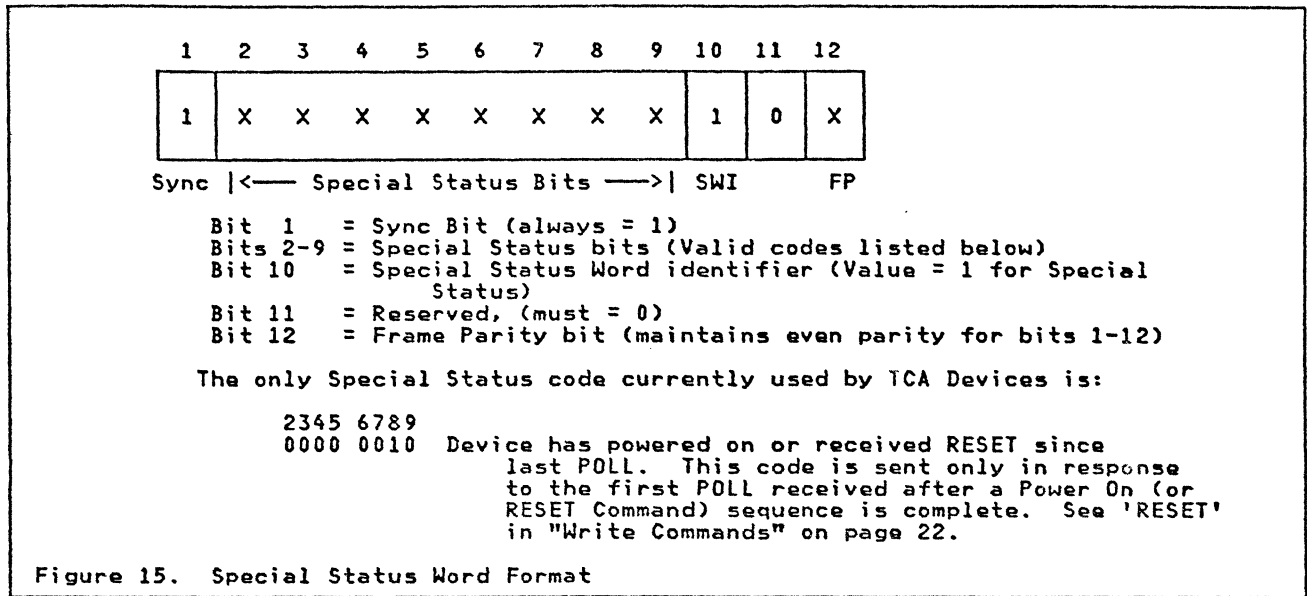 1 2 3 4 5 6 7 8 9 10 11 12
1 X X X X X X X X 1 0 X
Sync |<—— Special Status Bits ——>| SWI FP
Bit 1 = Sync Bit (always = 1)
Bits 2-9 = Special Status bits (Valid codes listed below)
Bit 10 = Special Status Word identifier (Value = 1 for Special
Status)
Bit 11 = Reserved, (must = 0)
Bit 12 = Frame Parity bit (maintains even parity for bits 1-12)
The only Special Status code currently used by TCA Devices is:
2345 6789
0000 0010 Device has powered on or received RESET since
last POLL. This code is sent only in response
to the first POLL received after a Power On (or
RESET Command) sequence is complete. See 'RESET'
in "Write Commands" on page 22.
Figure 15. Special Status Word Format